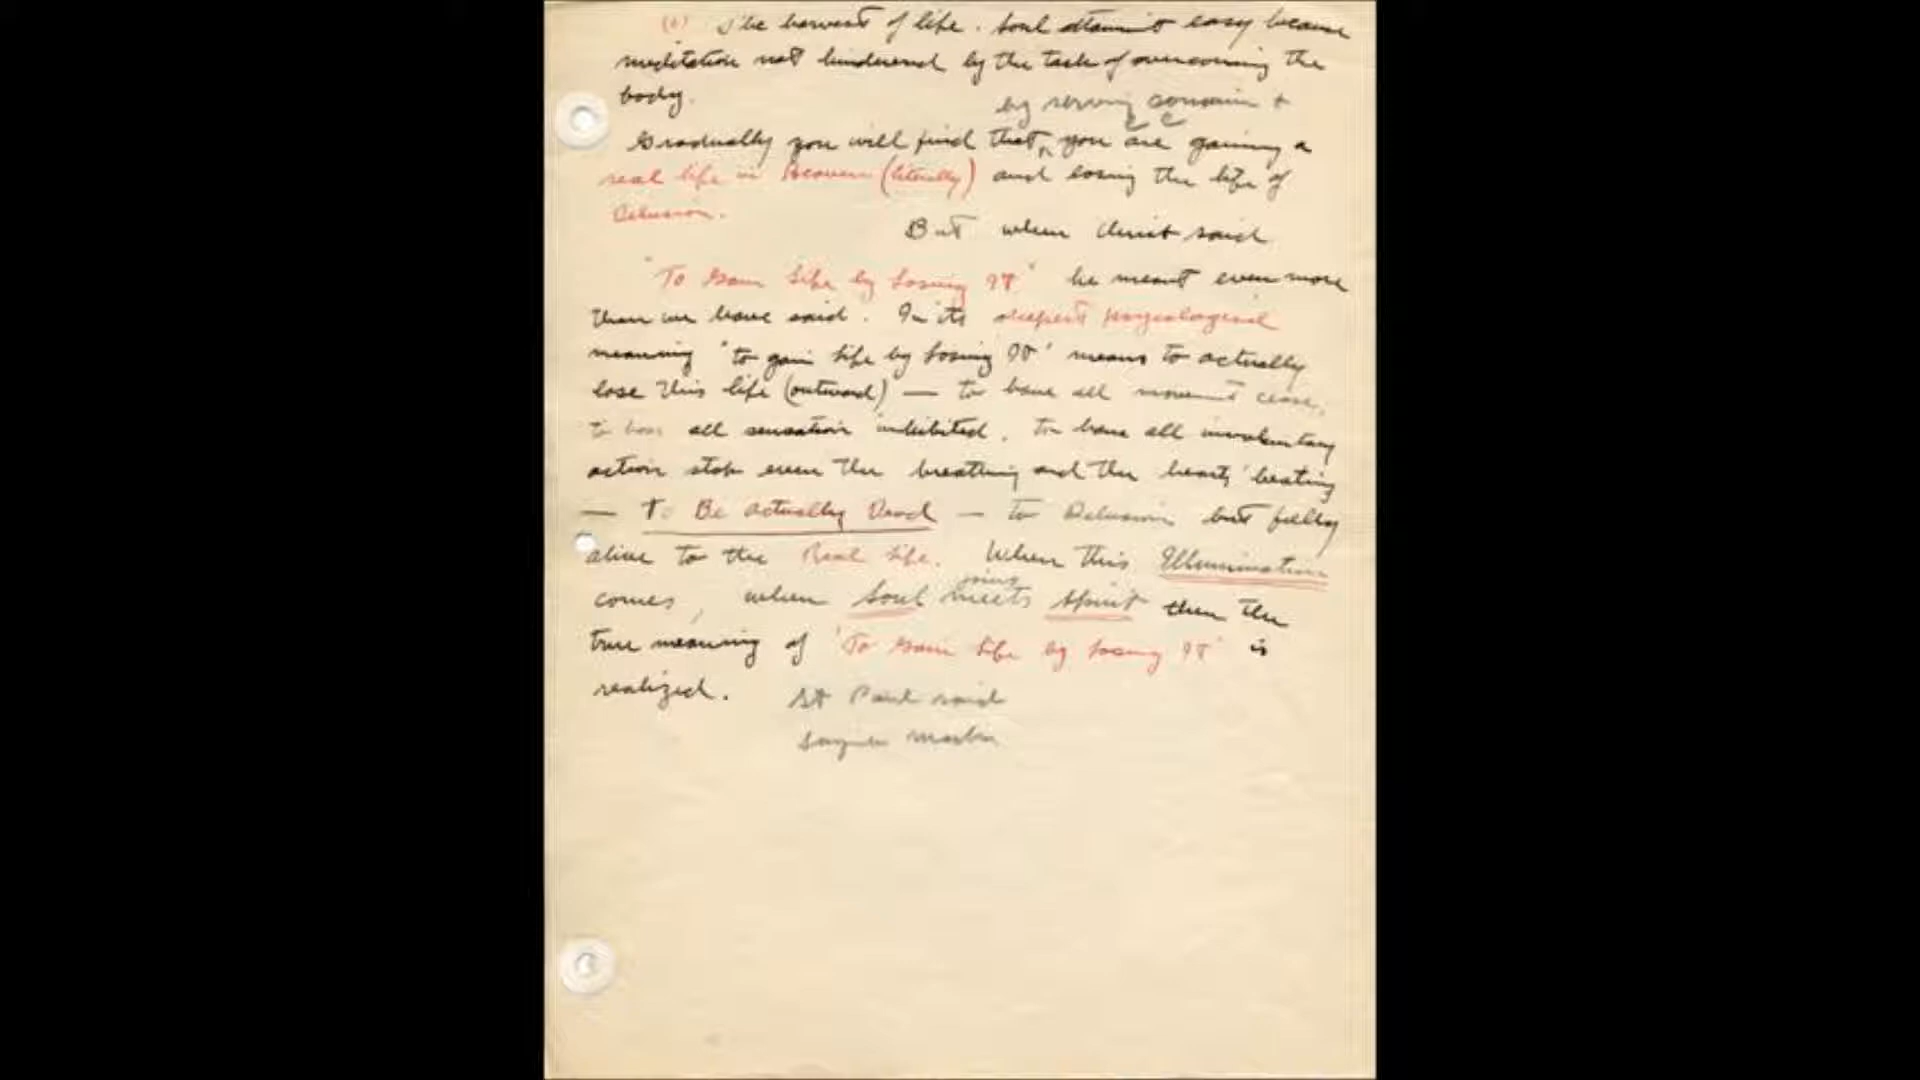 (c) The harvest of life. Soul attainment easy because
meditation not hindered by the task of overcoming the
body.
by serving &
Gradually you will find that you are gaining a
real life in Heaven (literally) and losing the life of
Delusion.
But when Christ said
"To Gain Life by Losing It" he meant even more
than we have said. In its deepest psycological
meaning "to gain life by losing it" means to actually
lose this life (outward) — to have all movement cease,
to have all sensation inhibited, to have all involuntary
action stop even the breathing and the hearts' beating
— To Be Actually Dead — to Delusion but fully
alive to the Real Life. When this Illumination
joins
comes, when Soul meets Spirit then the
true meaning of 'To Gain Life by Losing It' is
realized.
St Paul said